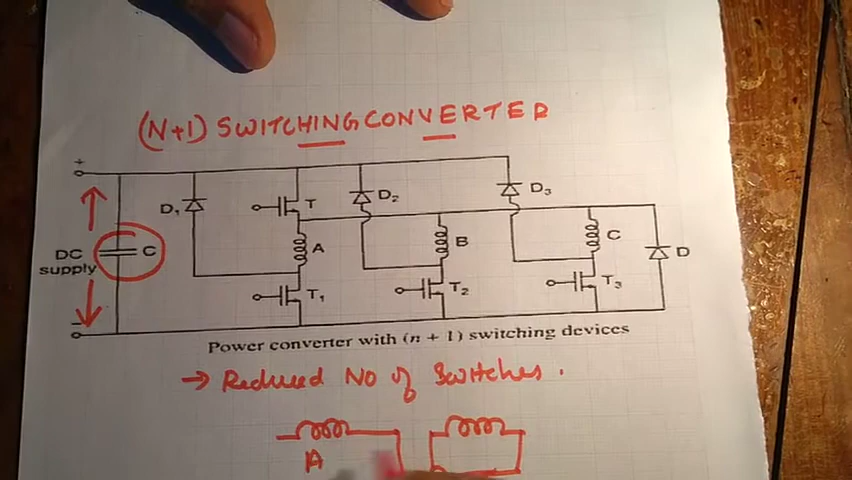 (N+1) SWITCHING CONVERTER
+
D1 T D2 D3
DC supply C A B C D
T1 T2 T3
−
Power converter with (n + 1) switching devices
→ Reduced NO of Switches.
A